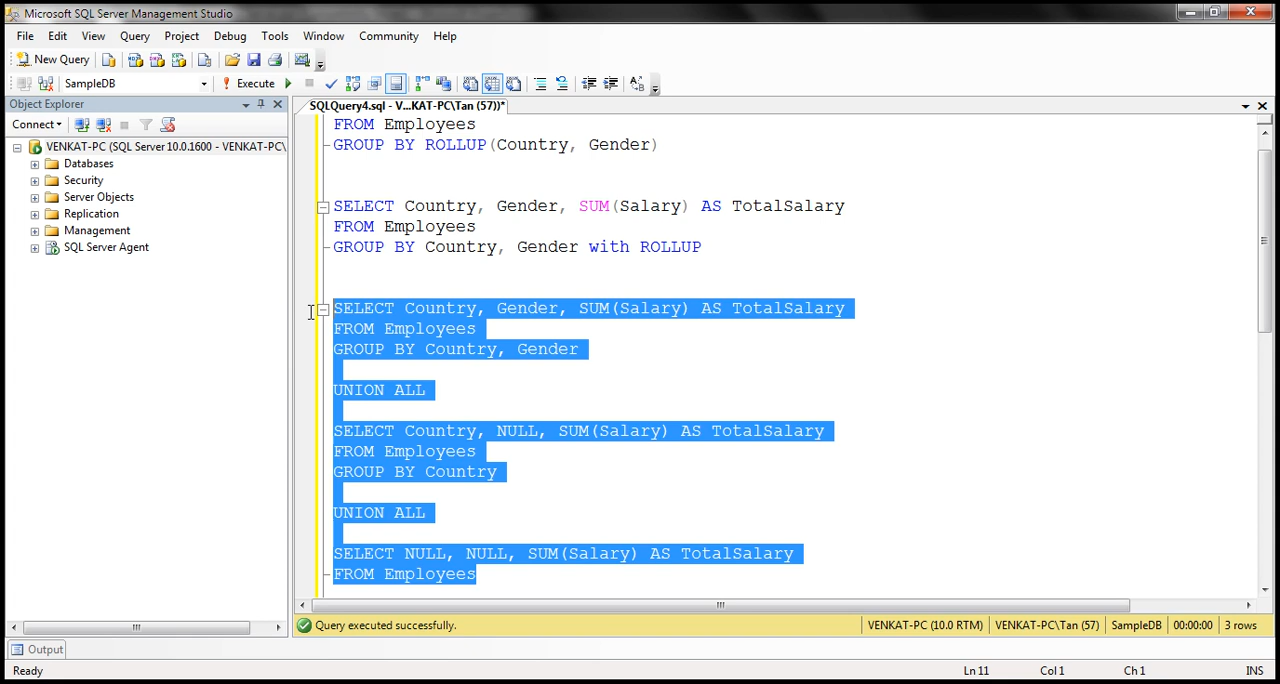 Microsoft SQL Server Management Studio
File Edit View Query Project Debug Tools Window Community Help
New Query
SampleDB Execute
Object Explorer
SQLQuery4.sql - V...KAT-PC\Tan (57))*
Connect
VENKAT-PC (SQL Server 10.0.1600 - VENKAT-PC\
Databases
Security
Server Objects
Replication
Management
SQL Server Agent
FROM Employees
GROUP BY ROLLUP(Country, Gender)
SELECT Country, Gender, SUM(Salary) AS TotalSalary
FROM Employees
GROUP BY Country, Gender with ROLLUP
SELECT Country, Gender, SUM(Salary) AS TotalSalary
FROM Employees
GROUP BY Country, Gender
UNION ALL
SELECT Country, NULL, SUM(Salary) AS TotalSalary
FROM Employees
GROUP BY Country
UNION ALL
SELECT NULL, NULL, SUM(Salary) AS TotalSalary
FROM Employees
Query executed successfully. VENKAT-PC (10.0 RTM) VENKAT-PC\Tan (57) SampleDB 00:00:00 3 rows
Output
Ready Ln 11 Col 1 Ch 1 INS